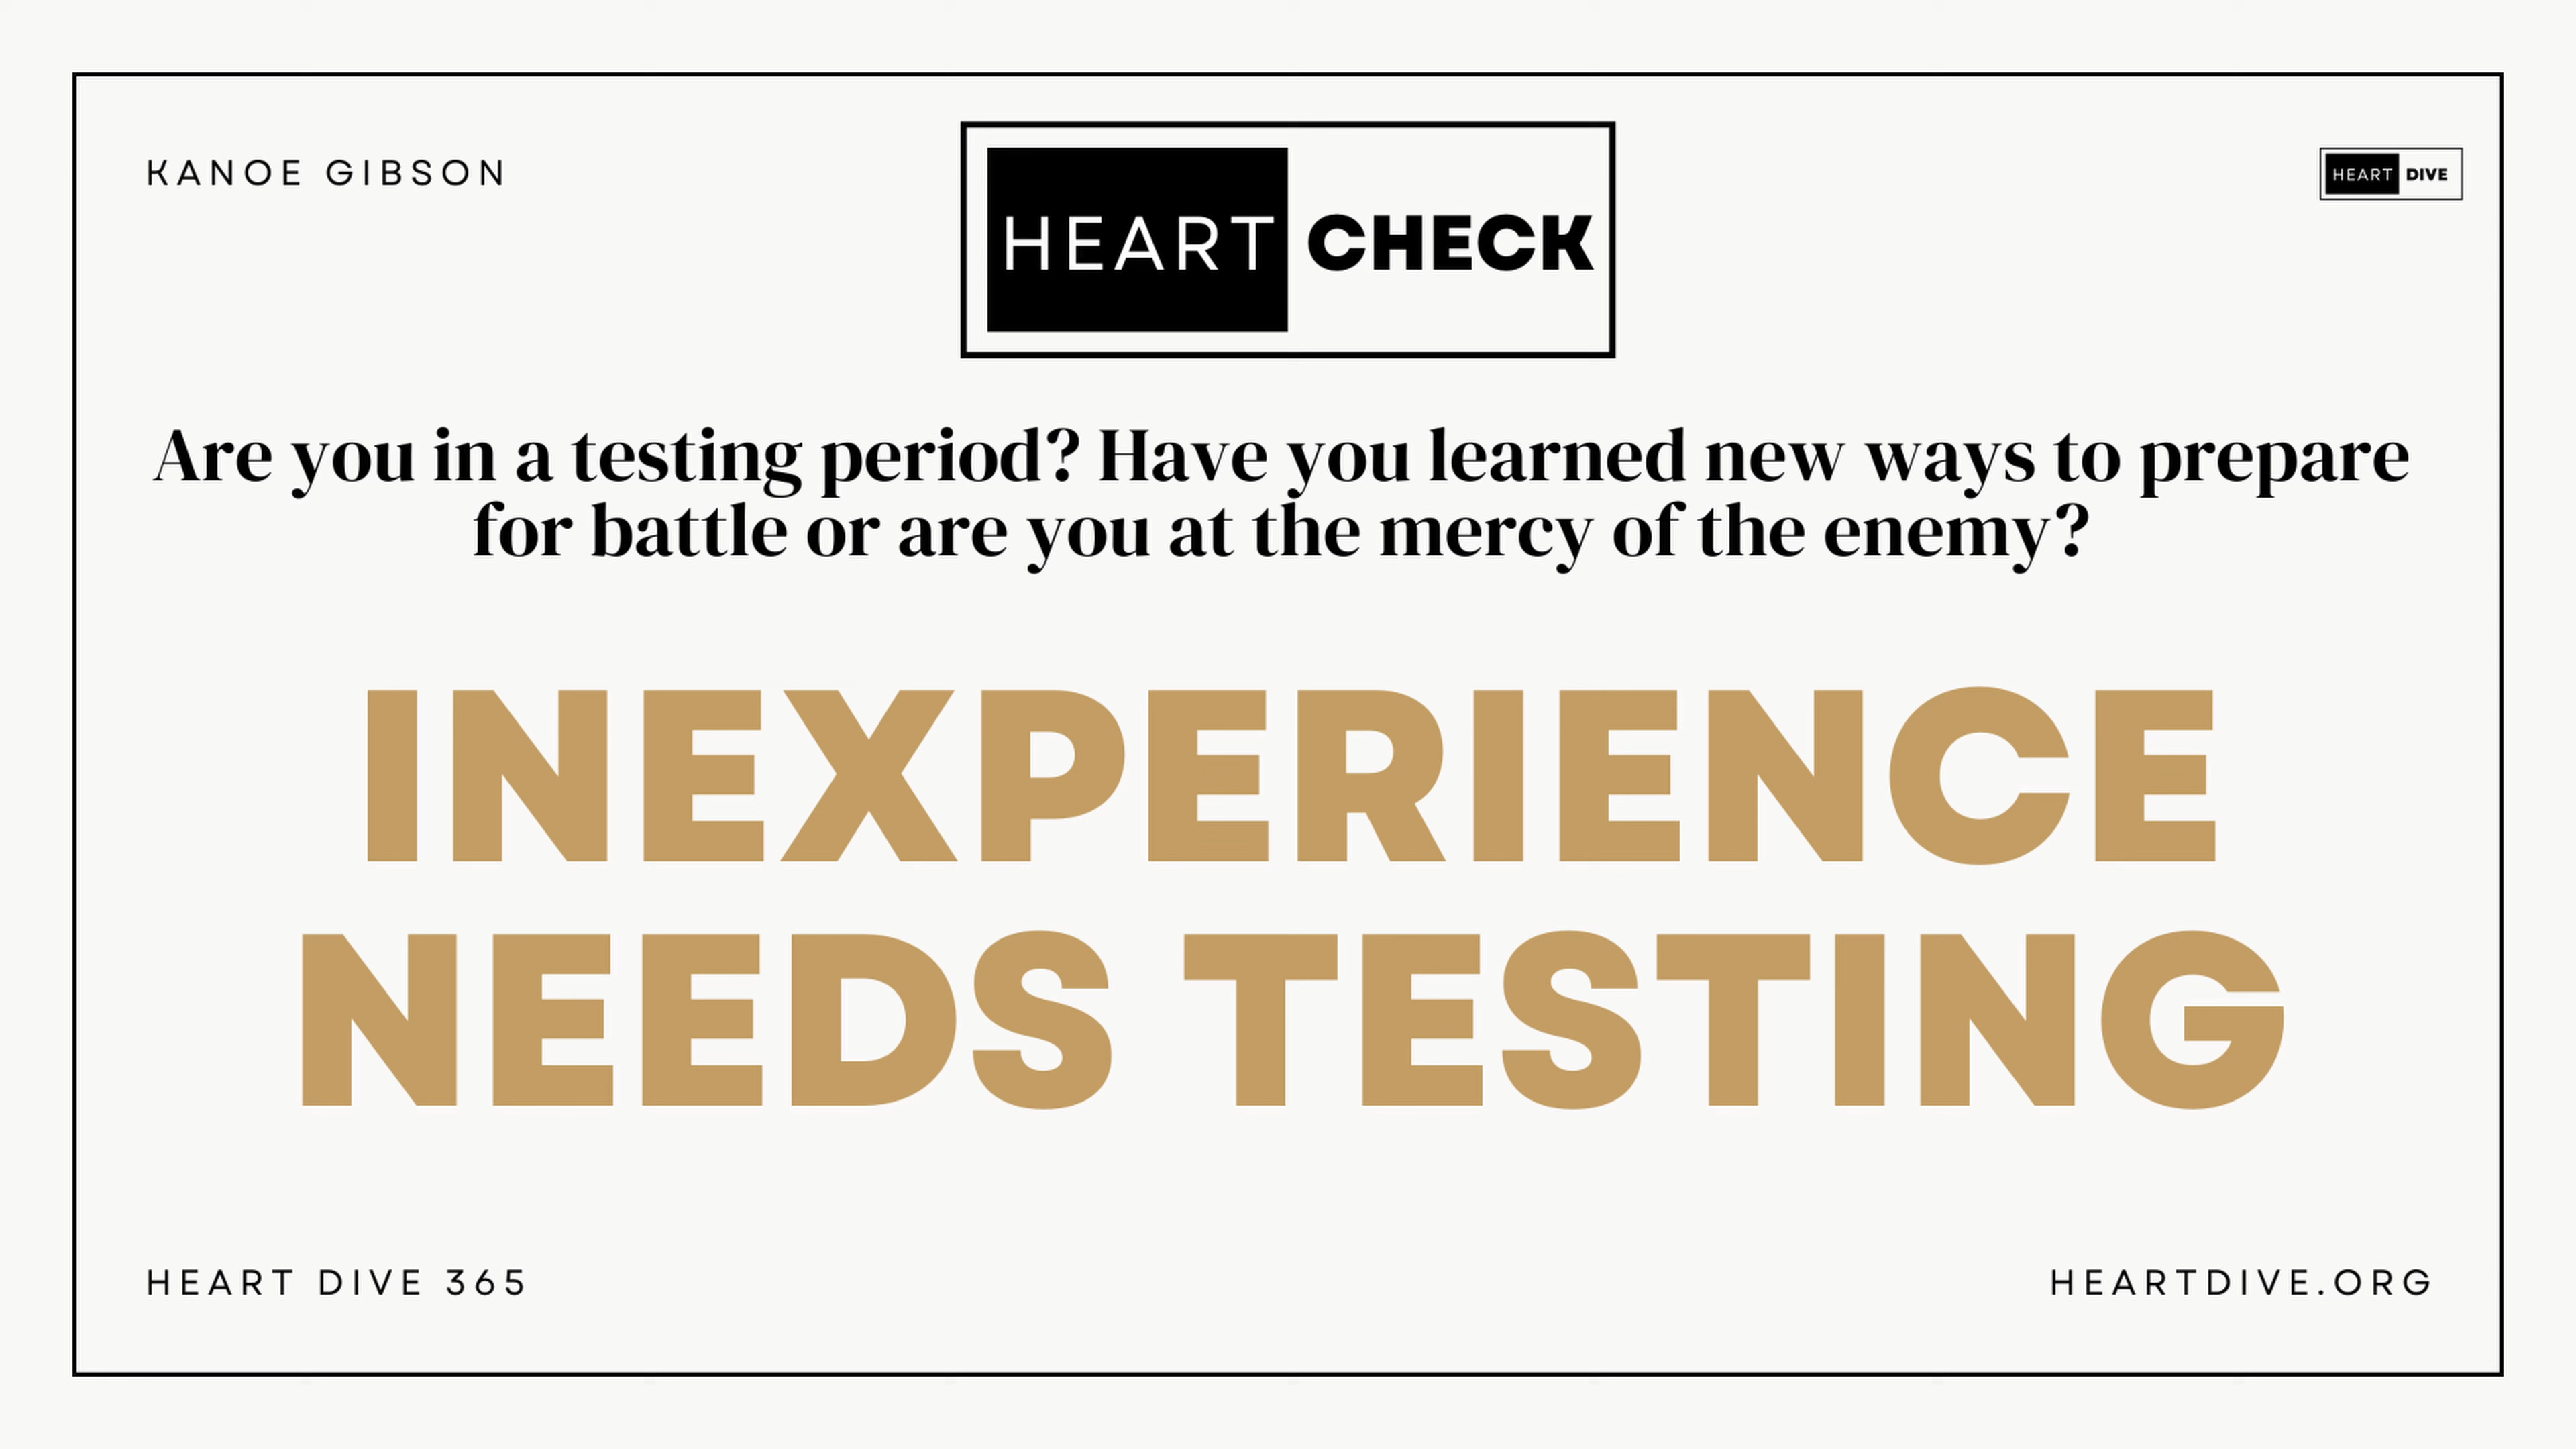 KANOE GIBSON
HEART CHECK
HEART DIVE
Are you in a testing period? Have you learned new ways to prepare
for battle or are you at the mercy of the enemy?
INEXPERIENCE
NEEDS TESTING
HEART DIVE 365
HEARTDIVE.ORG